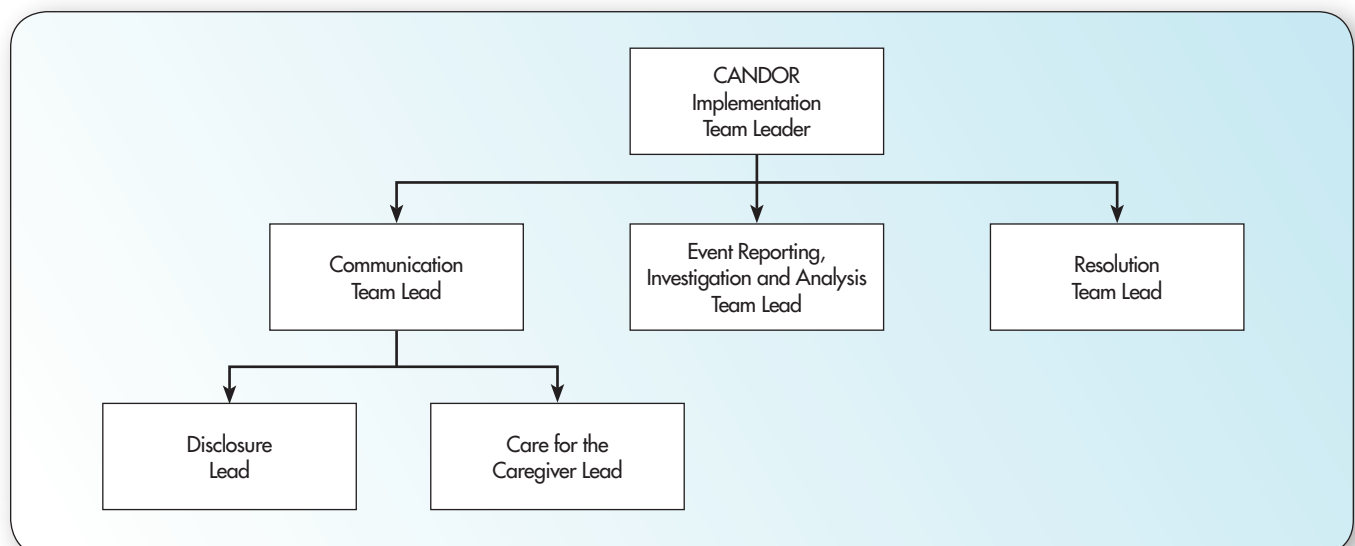 CANDOR
Implementation
Team Leader
Communication
Team Lead
Event Reporting,
Investigation and Analysis
Team Lead
Resolution
Team Lead
Disclosure
Lead
Care for the
Caregiver Lead